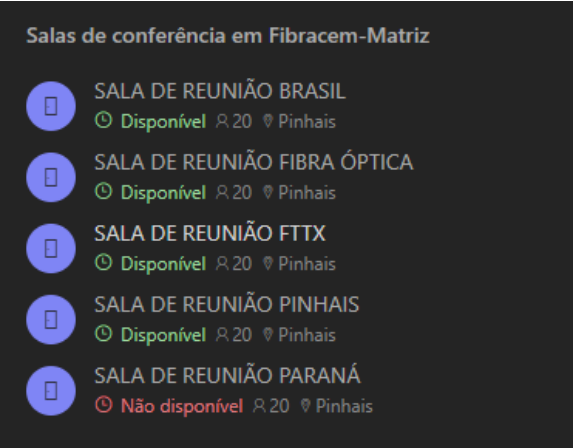 Salas de conferência em Fibracem-Matriz
SALA DE REUNIÃO BRASIL
Disponível 20 Pinhais
SALA DE REUNIÃO FIBRA ÓPTICA
Disponível 20 Pinhais
SALA DE REUNIÃO FTTX
Disponível 20 Pinhais
SALA DE REUNIÃO PINHAIS
Disponível 20 Pinhais
SALA DE REUNIÃO PARANÁ
Não disponível 20 Pinhais